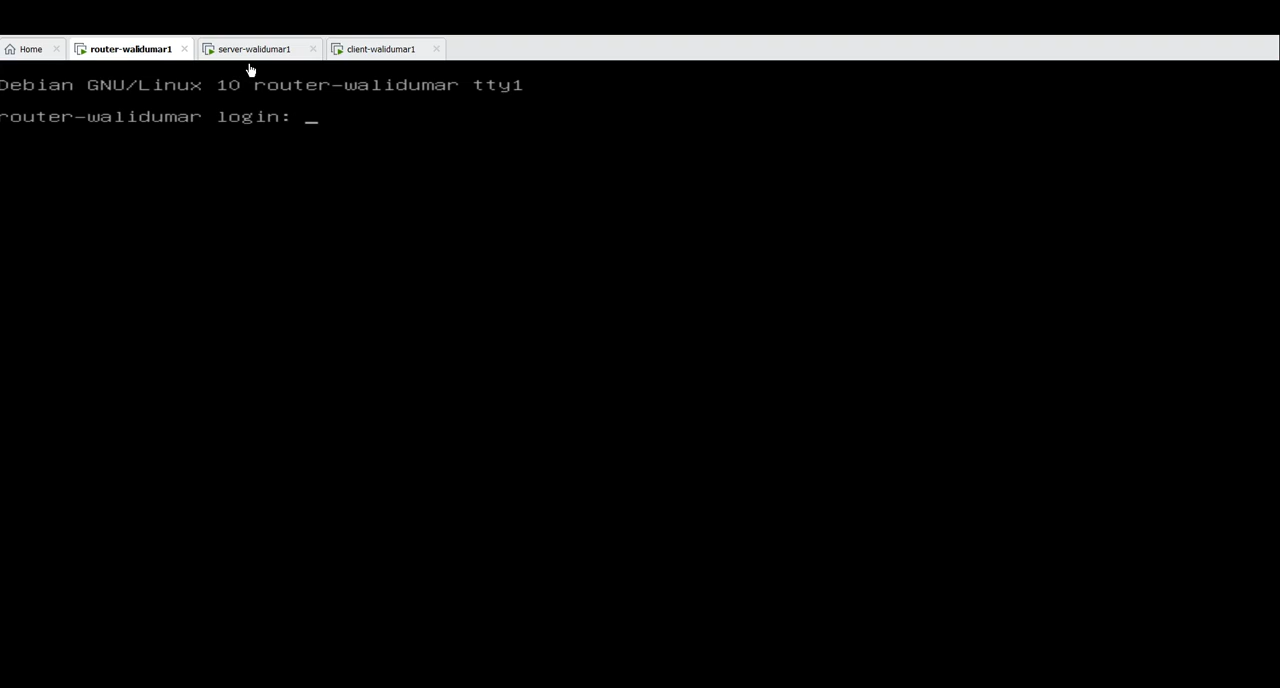 Home router-walidumar1 server-walidumar1 client-walidumar1
Debian GNU/Linux 10 router-walidumar tty1
router-walidumar login: _